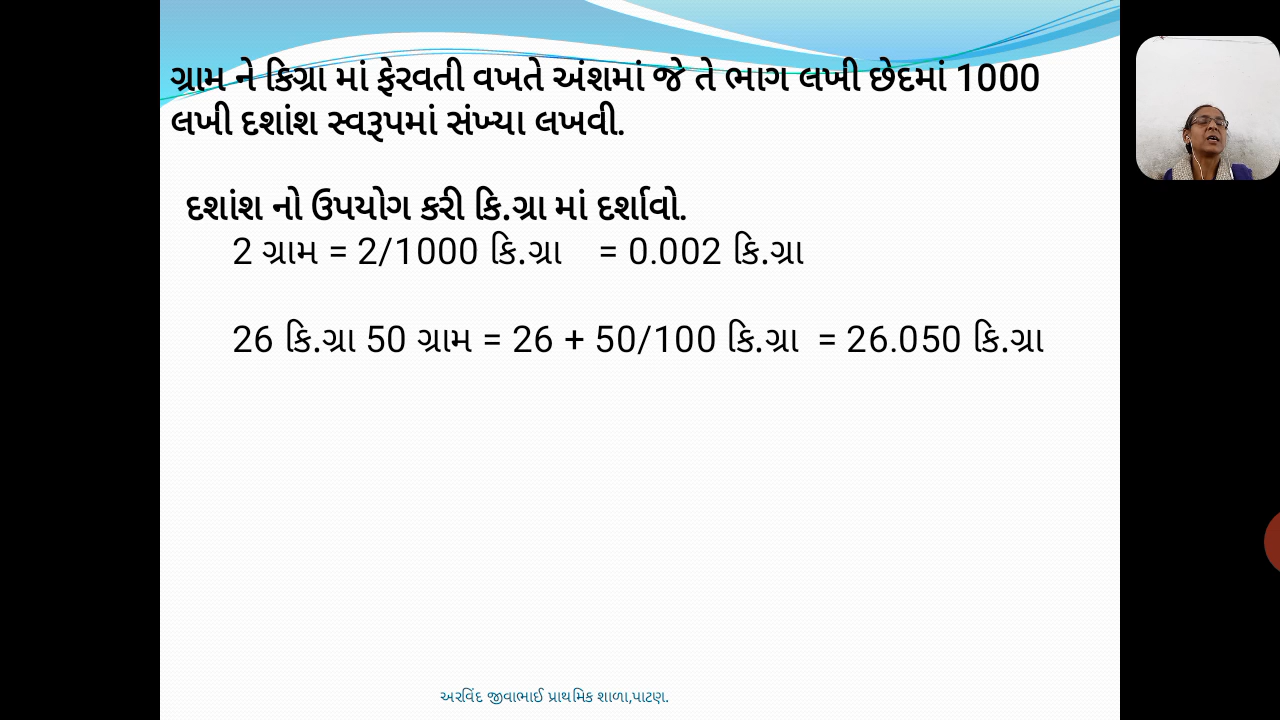 ગ્રામ ને કિગ્રા માં ફેરવતી વખતે અંશમાં જે તે ભાગ લખી છેદમાં 1000
લખી દશાંશ સ્વરૂપમાં સંખ્યા લખવી.
દશાંશ નો ઉપયોગ કરી કિ.ગ્રા માં દર્શાવો.
2 ગ્રામ = 2/1000 કિ.ગ્રા = 0.002 કિ.ગ્રા
26 કિ.ગ્રા 50 ગ્રામ = 26 + 50/100 કિ.ગ્રા = 26.050 કિ.ગ્રા
અરવિંદ જીવાભાઈ પ્રાથમિક શાળા,પાટણ.